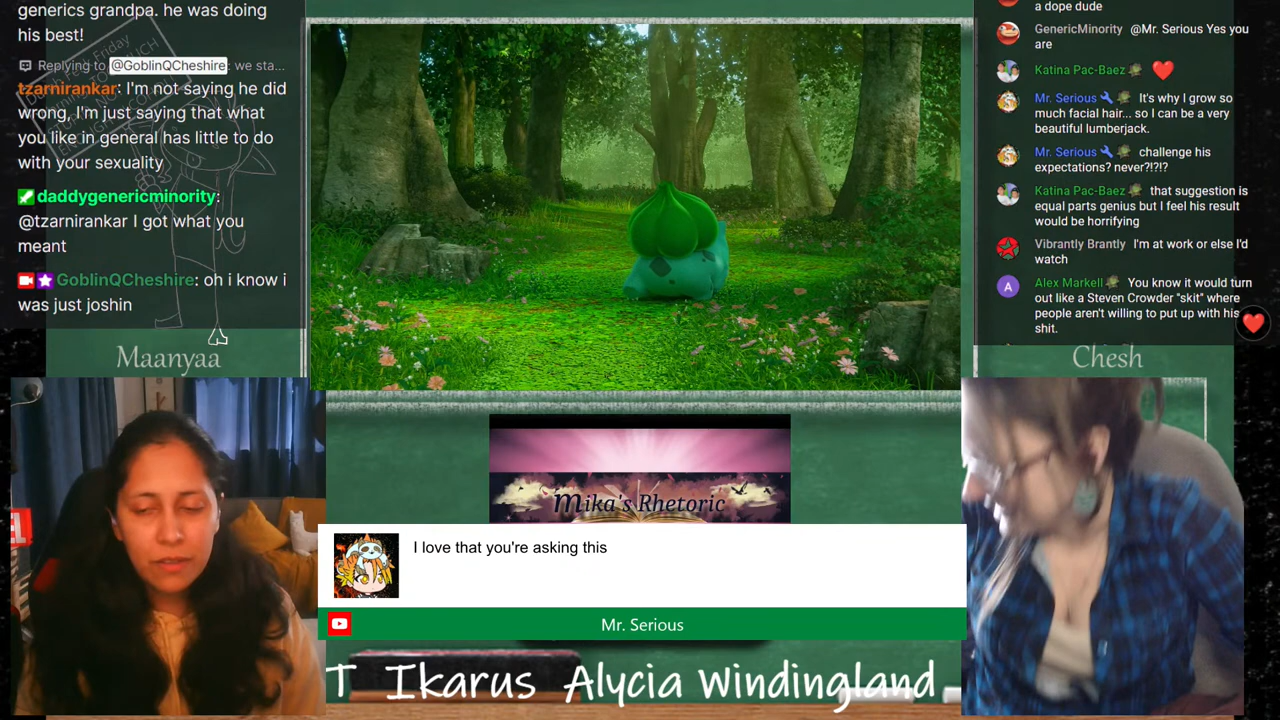 generics grandpa. he was doing
his best!
Replying to @GoblinQCheshire: we sta...
tzarnirankar: I'm not saying he did
wrong, I'm just saying that what
you like in general has little to do
with your sexuality
daddygenericminority:
@tzarnirankar I got what you
meant
GoblinQCheshire: oh i know i
was just joshin
Maanyaa
a dope dude
GenericMinority @Mr. Serious Yes you
are
Katina Pac-Baez ❤️
Mr. Serious It's why I grow so
much facial hair... so I can be a very
beautiful lumberjack.
Mr. Serious challenge his
expectations? never?!?!?
Katina Pac-Baez that suggestion is
equal parts genius but I feel his result
would be horrifying
Vibrantly Brantly I'm at work or else I'd
watch
A
Alex Markell You know it would turn
out like a Steven Crowder "skit" where
people aren't willing to put up with his
shit.
Chesh
Mika's Rhetoric
I love that you're asking this
Mr. Serious
T Ikarus Alycia Windingland